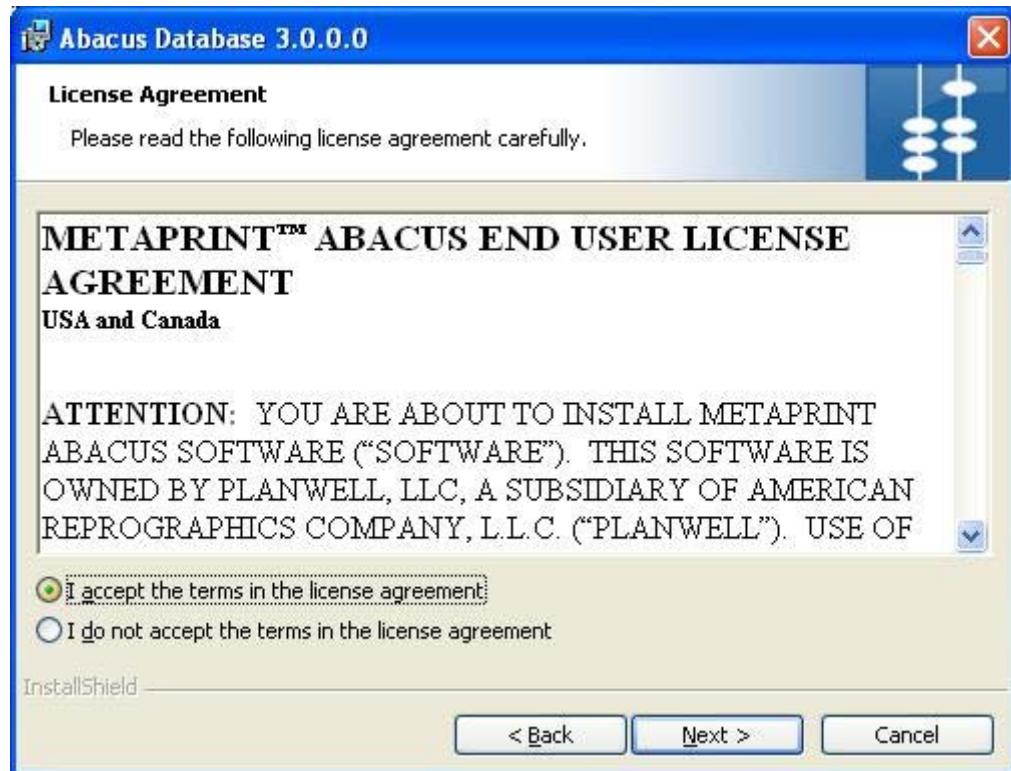 Abacus Database 3.0.0.0
License Agreement
Please read the following license agreement carefully.
METAPRINT™ ABACUS END USER LICENSE
AGREEMENT
USA and Canada
ATTENTION: YOU ARE ABOUT TO INSTALL METAPRINT
ABACUS SOFTWARE (“SOFTWARE”). THIS SOFTWARE IS
OWNED BY PLANWELL, LLC, A SUBSIDIARY OF AMERICAN
REPROGRAPHICS COMPANY, L.L.C. (“PLANWELL”). USE OF
I accept the terms in the license agreement
I do not accept the terms in the license agreement
InstallShield
< Back Next > Cancel